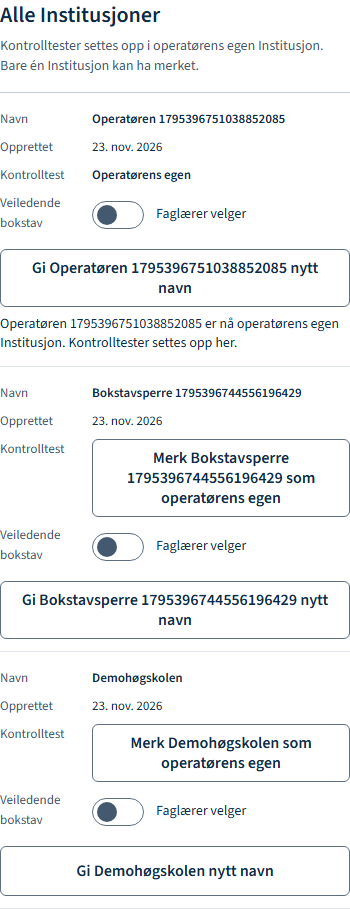 Alle Institusjoner
Kontrolltester settes opp i operatørens egen Institusjon.
Bare én Institusjon kan ha merket.
Navn Operatøren 1795396751038852085
Opprettet 23. nov. 2026
Kontrolltest Operatørens egen
Veiledende
bokstav
Faglærer velger
Gi Operatøren 1795396751038852085 nytt
navn
Operatøren 1795396751038852085 er nå operatørens egen
Institusjon. Kontrolltester settes opp her.
Navn Bokstavsperre 1795396744556196429
Opprettet 23. nov. 2026
Kontrolltest
Merk Bokstavsperre
1795396744556196429 som
operatørens egen
Veiledende
bokstav
Faglærer velger
Gi Bokstavsperre 1795396744556196429 nytt
navn
Navn Demohøgskolen
Opprettet 23. nov. 2026
Kontrolltest
Merk Demohøgskolen som
operatørens egen
Veiledende
bokstav
Faglærer velger
Gi Demohøgskolen nytt navn